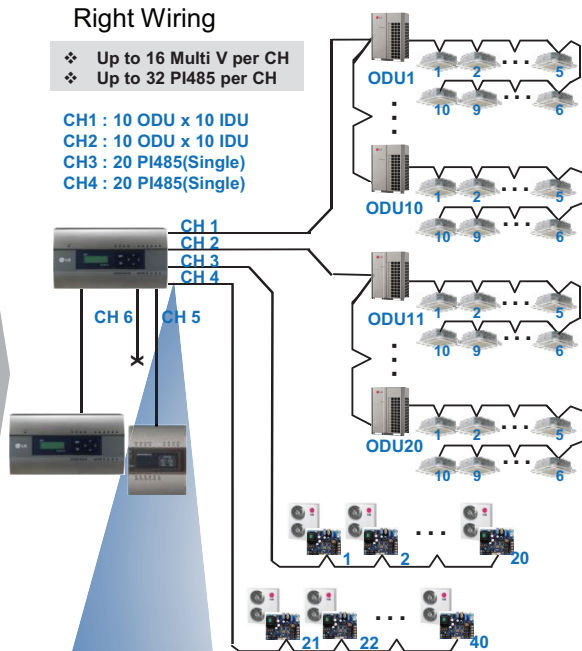 Right Wiring
❖ Up to 16 Multi V per CH
❖ Up to 32 PI485 per CH
CH1 : 10 ODU x 10 IDU
CH2 : 10 ODU x 10 IDU
CH3 : 20 PI485(Single)
CH4 : 20 PI485(Single)
ODU1
1 2 ... 5
10 9 ... 6
ODU10
1 2 ... 5
10 9 ... 6
CH 1
CH 2
CH 3
CH 4
LG
CH 6
CH 5
ODU11
1 2 ... 5
10 9 ... 6
ODU20
1 2 ... 5
10 9 ... 6
LG
1 2 ... 20
21 22 ... 40